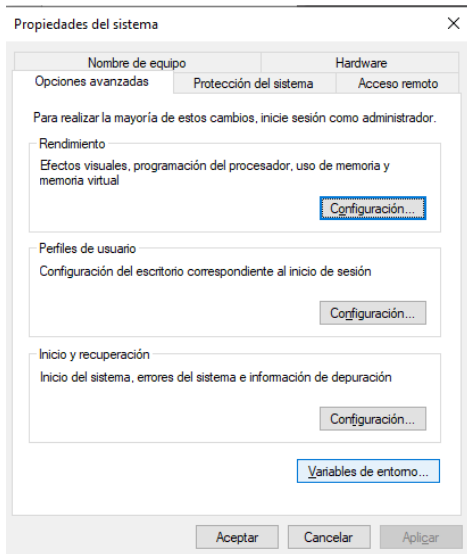 Propiedades del sistema
Nombre de equipo
Hardware
Opciones avanzadas
Protección del sistema
Acceso remoto
Para realizar la mayoría de estos cambios, inicie sesión como administrador.
Rendimiento
Efectos visuales, programación del procesador, uso de memoria y
memoria virtual
Configuración...
Perfiles de usuario
Configuración del escritorio correspondiente al inicio de sesión
Configuración...
Inicio y recuperación
Inicio del sistema, errores del sistema e información de depuración
Configuración...
Variables de entorno...
Aceptar
Cancelar
Aplicar